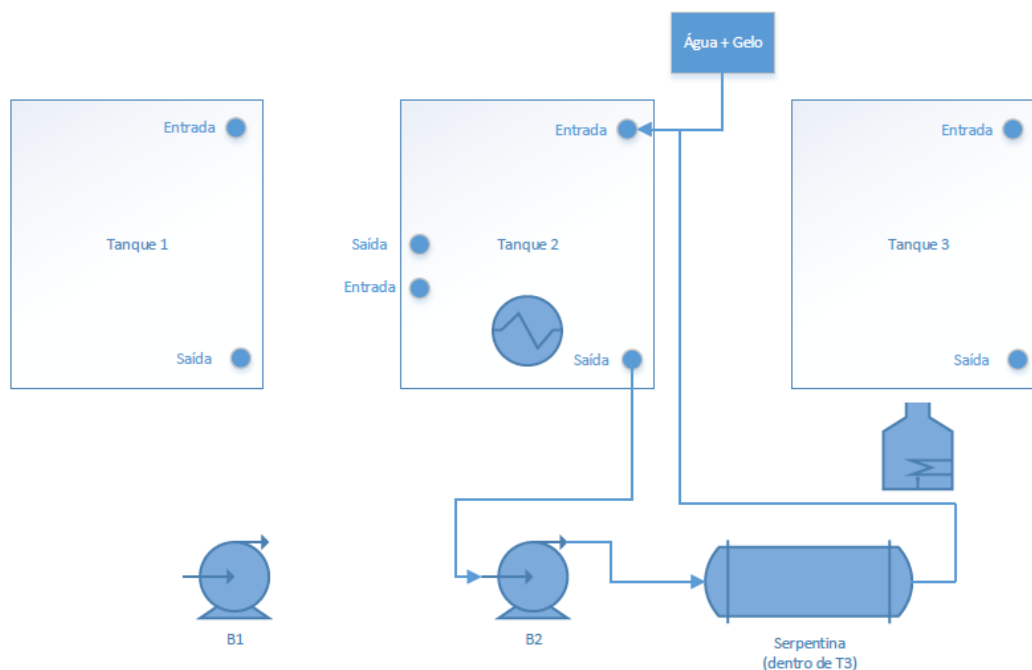 Água + Gelo
Entrada
Entrada
Entrada
Tanque 1
Saída
Tanque 2
Tanque 3
Entrada
Saída
Saída
Saída
B1
B2
Serpentina
(dentro de T3)